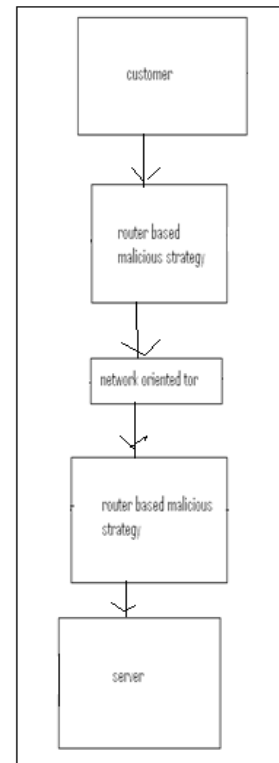 customer
router based
malicious strategy
network oriented tor
router based malicious
strategy
server